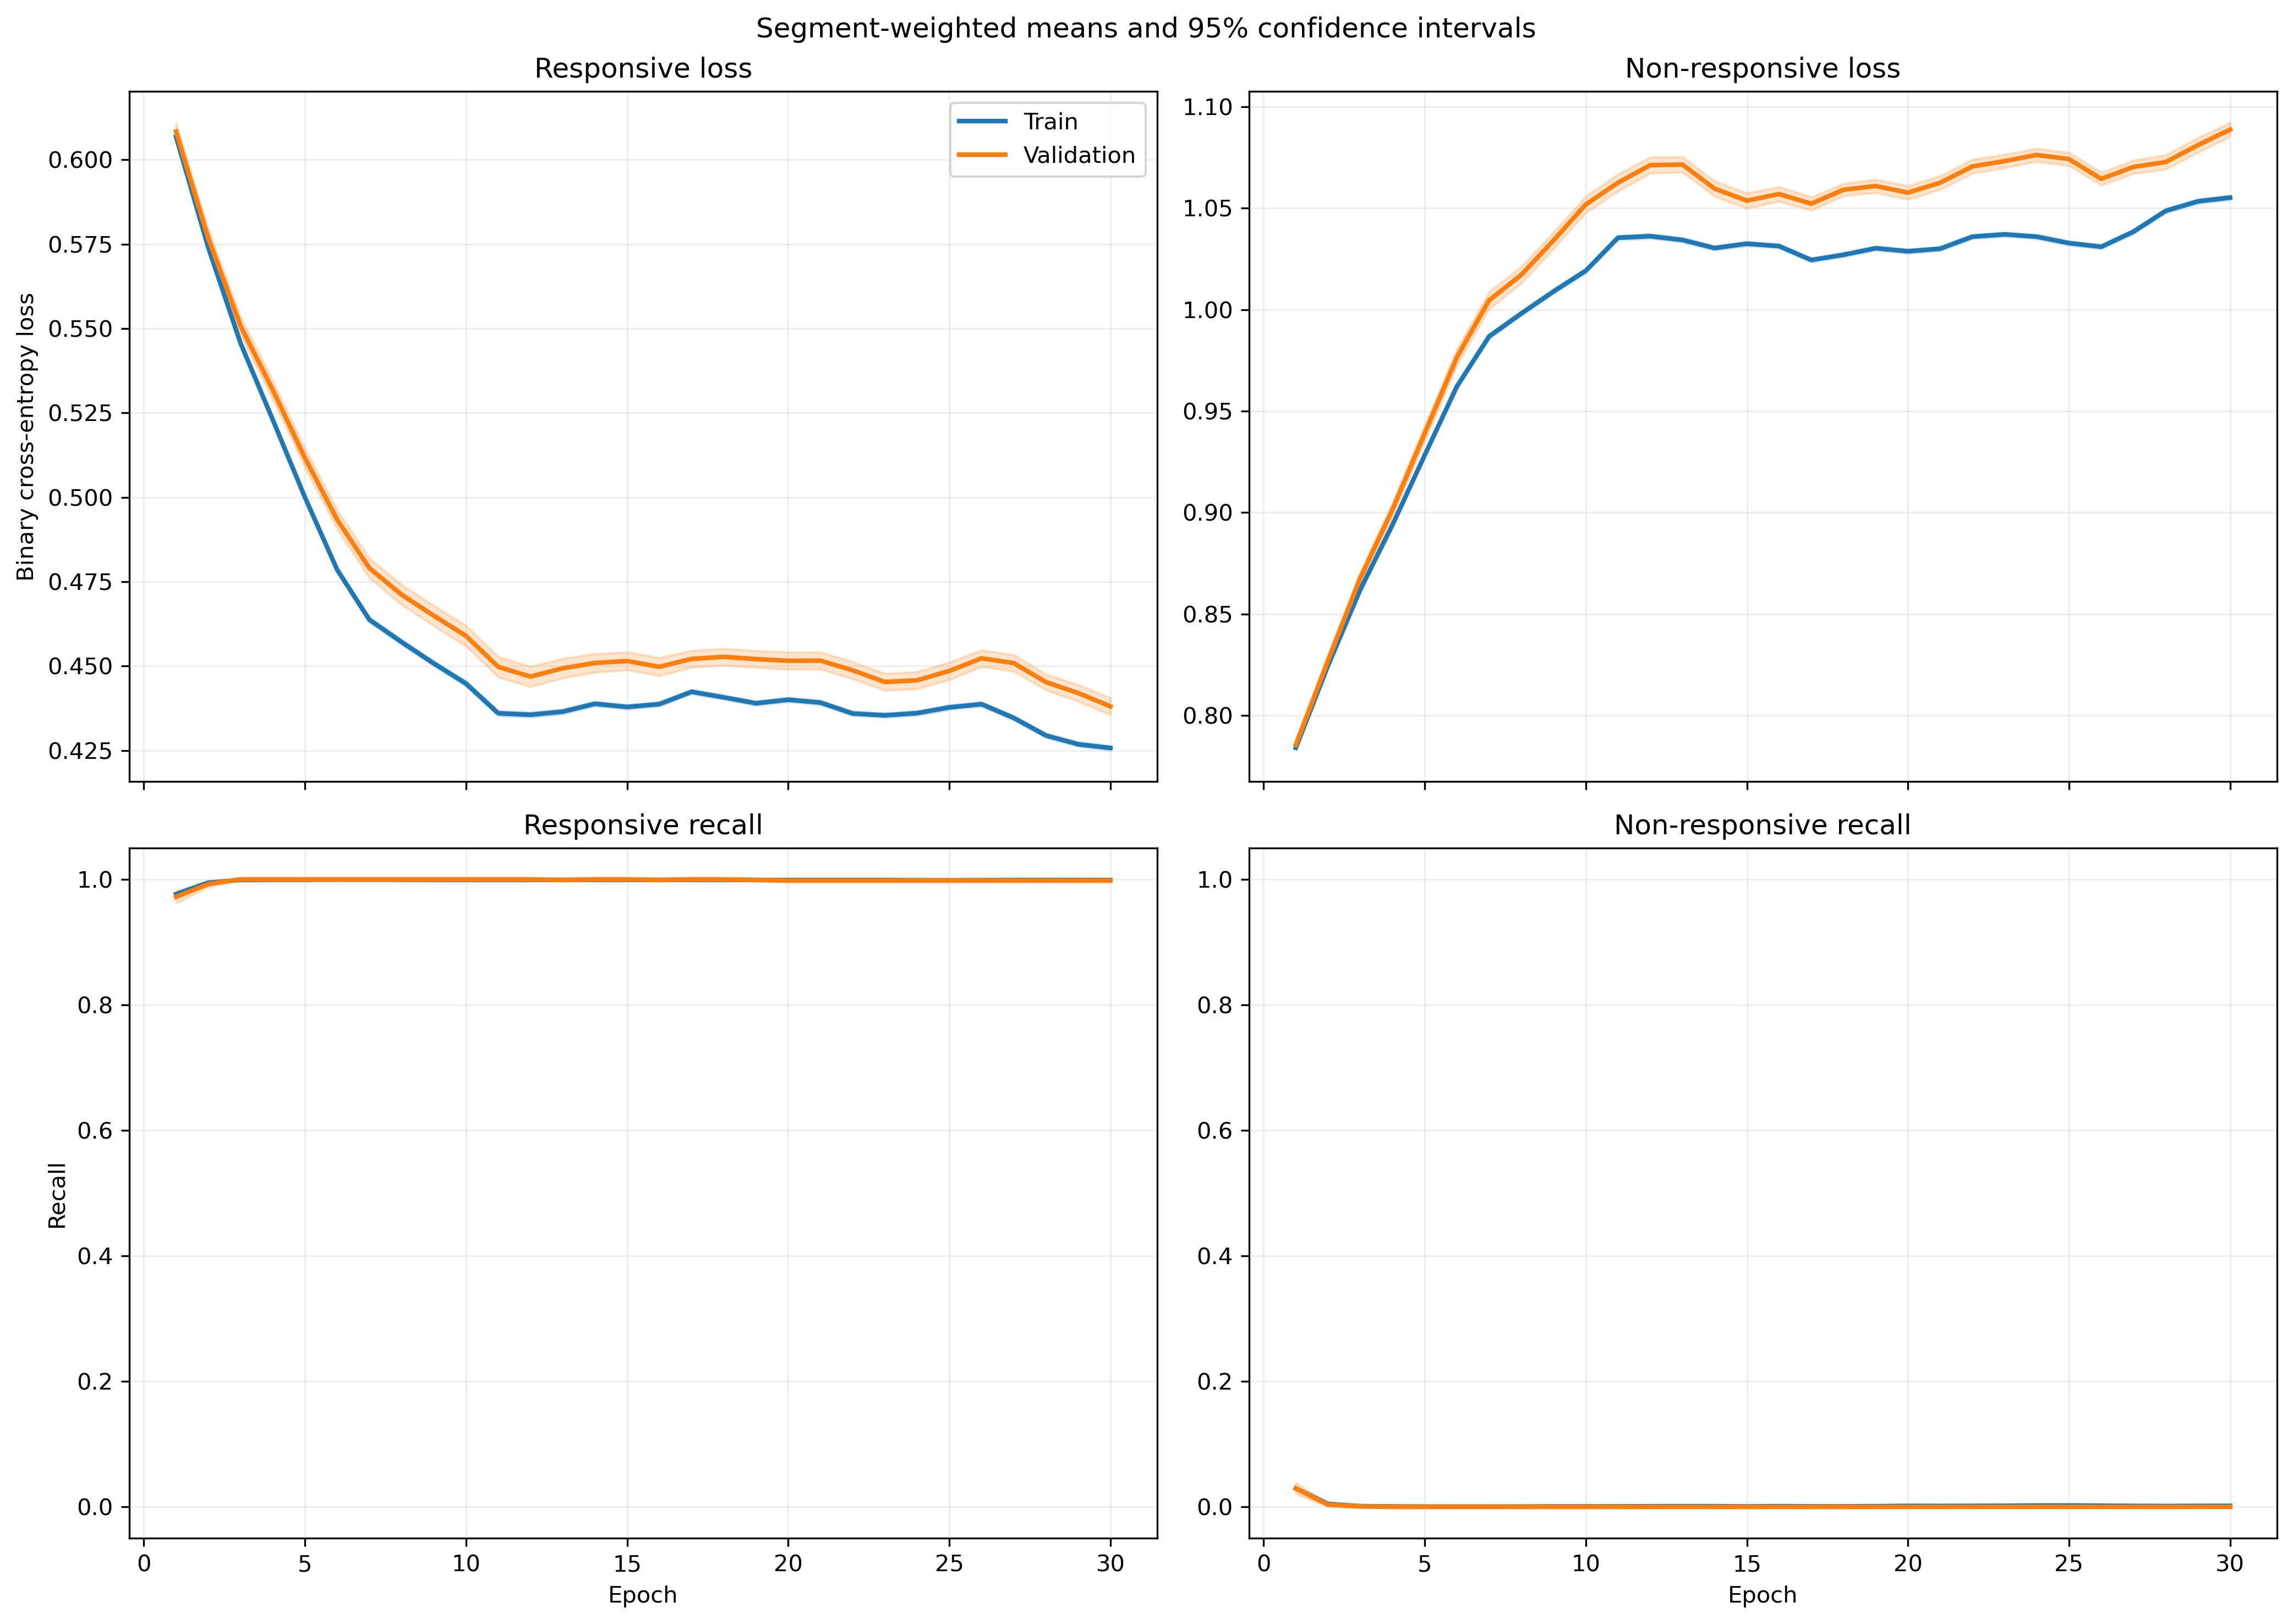 Segment-weighted means and 95% confidence intervals
Responsive loss
Non-responsive loss
Binary cross-entropy loss
0.600
0.575
0.550
0.525
0.500
0.475
0.450
0.425
Train
Validation
1.10
1.05
1.00
0.95
0.90
0.85
0.80
Responsive recall
Non-responsive recall
Recall
1.0
0.8
0.6
0.4
0.2
0.0
0 5 10 15 20 25 30
Epoch
1.0
0.8
0.6
0.4
0.2
0.0
0 5 10 15 20 25 30
Epoch